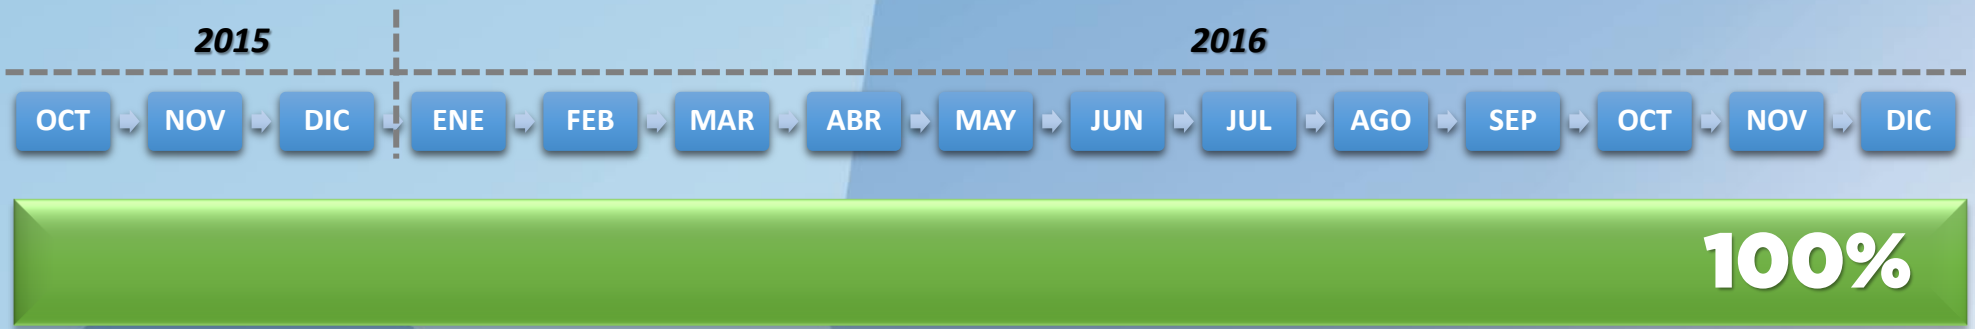 2015 2016
OCT NOV DIC ENE FEB MAR ABR MAY JUN JUL AGO SEP OCT NOV DIC
100%